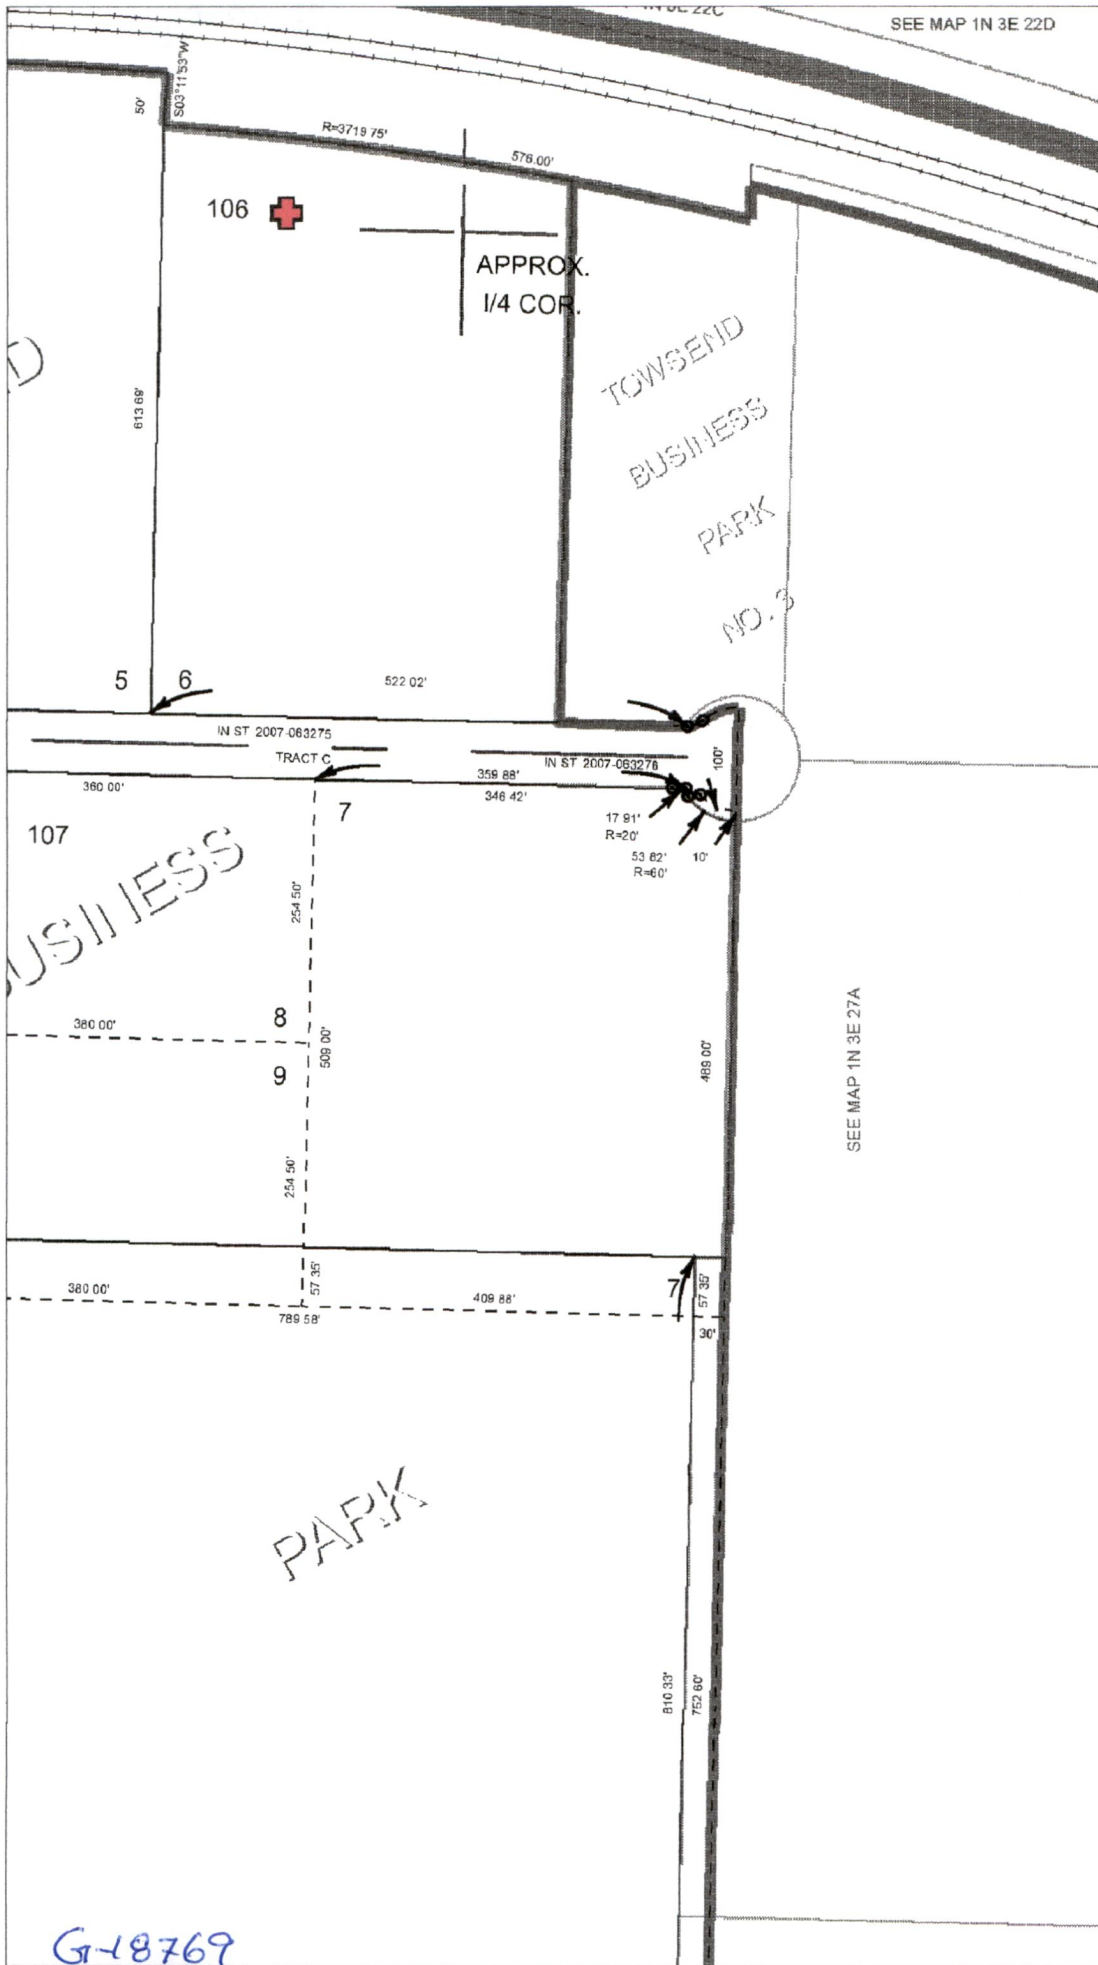 SEE MAP 1N 3E 22D
50'
S03°11'53"W
R=3719 75'
576.00'
106
APPROX.
1/4 COR.
613 69'
TOWSEND
BUSINESS
PARK
NO. 3
5
6
522 02'
IN ST 2007-063275
TRACT C
IN ST 2007-063276
100'
360 00'
359 88'
346 42'
7
107
17 91'
R=20'
53 82'
R=60'
10'
BUSINESS
254 50'
380 00'
8
9
509 00'
489 00'
SEE MAP 1N 3E 27A
254 50'
380 00'
57 35'
409 88'
789 58'
7
57 35'
30'
PARK
810 33'
752 60'
G-18769